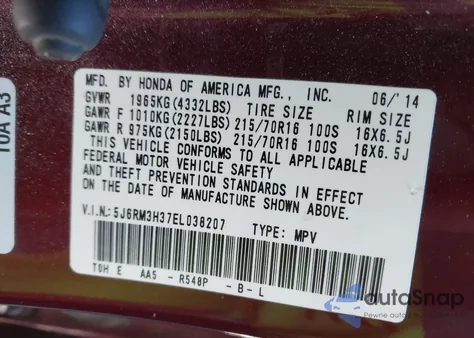 MFD. BY HONDA OF AMERICA MFG., INC. 06/'14
GVWR 1965KG(4332LBS) TIRE SIZE RIM SIZE
GAWR F 1010KG(2227LBS) 215/70R16 100S 16X6.5J
GAWR R 975KG(2150LBS) 215/70R16 100S 16X6.5J
THIS VEHICLE CONFORMS TO ALL APPLICABLE
FEDERAL MOTOR VEHICLE SAFETY
AND THEFT PREVENTION STANDARDS IN EFFECT
ON THE DATE OF MANUFACTURE SHOWN ABOVE.
V.I.N.: 5J6RM3H37EL038207 TYPE: MPV
TOH E AA5 - R548P - B - L
10A A3
autoSnap
Pewne auto z